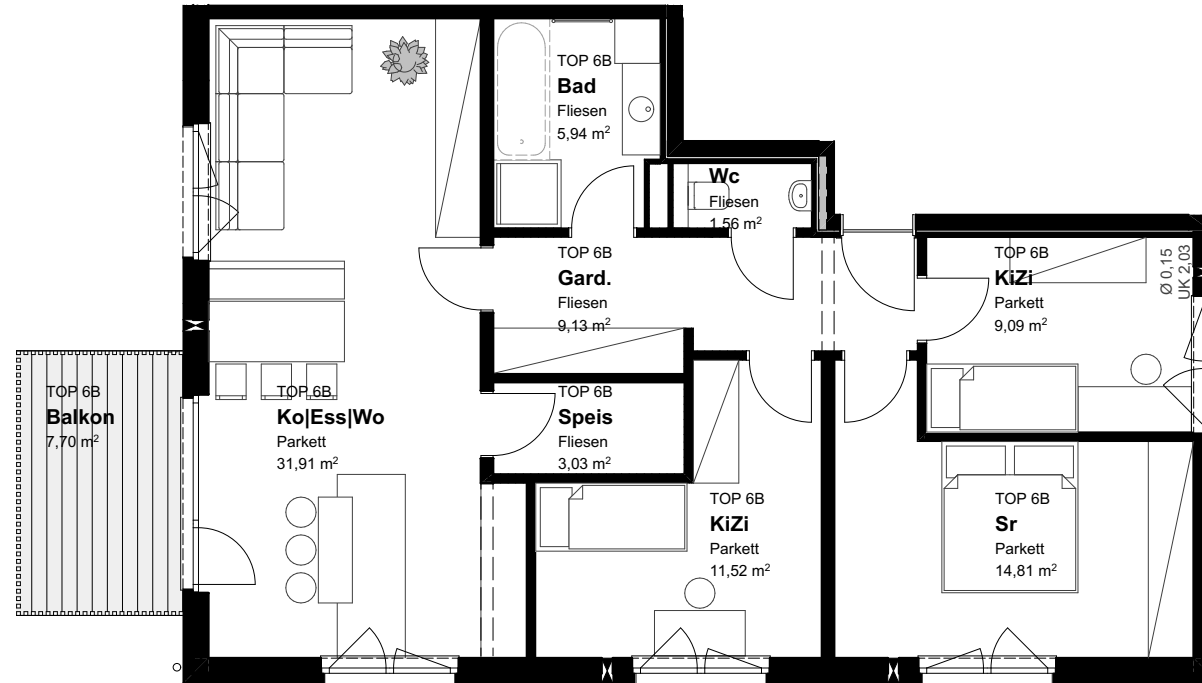 TOP 6B
Bad
Fliesen
5,94 m²
Wc
Fliesen
1,56 m²
TOP 6B
Gard.
Fliesen
9,13 m²
TOP 6B
KiZi
Parkett
9,09 m²
Ø 0,15
UK 2,03
TOP 6B
Balkon
7,70 m²
TOP 6B
Ko|Ess|Wo
Parkett
31,91 m²
TOP 6B
Speis
Fliesen
3,03 m²
TOP 6B
KiZi
Parkett
11,52 m²
TOP 6B
Sr
Parkett
14,81 m²